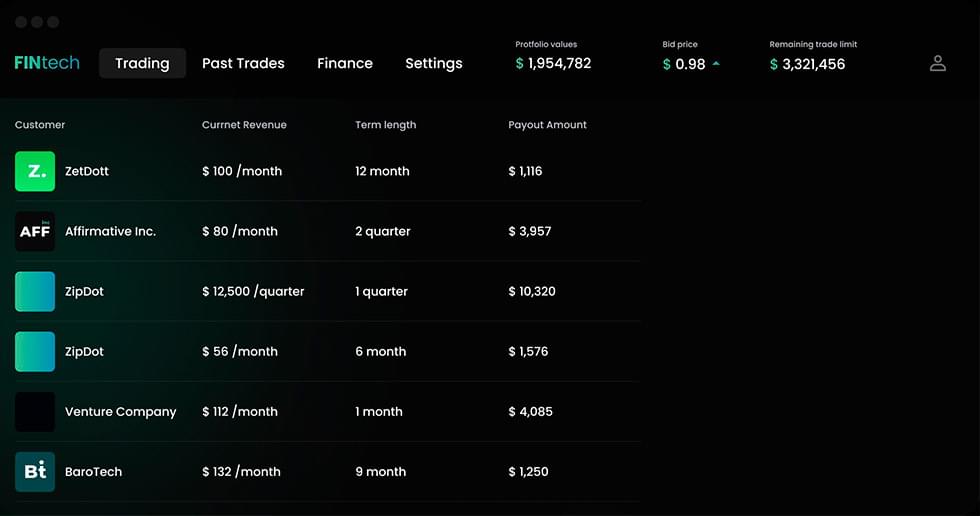 FINtech Trading Past Trades Finance Settings
Protfolio values
$ 1,954,782
Bid price
$ 0.98
Remaining trade limit
$ 3,321,456
Customer Currnet Revenue Term length Payout Amount
Z. ZetDott $ 100 /month 12 month $ 1,116
AFF Affirmative Inc. $ 80 /month 2 quarter $ 3,957
ZipDot $ 12,500 /quarter 1 quarter $ 10,320
ZipDot $ 56 /month 6 month $ 1,576
Venture Company $ 112 /month 1 month $ 4,085
Bt BaroTech $ 132 /month 9 month $ 1,250